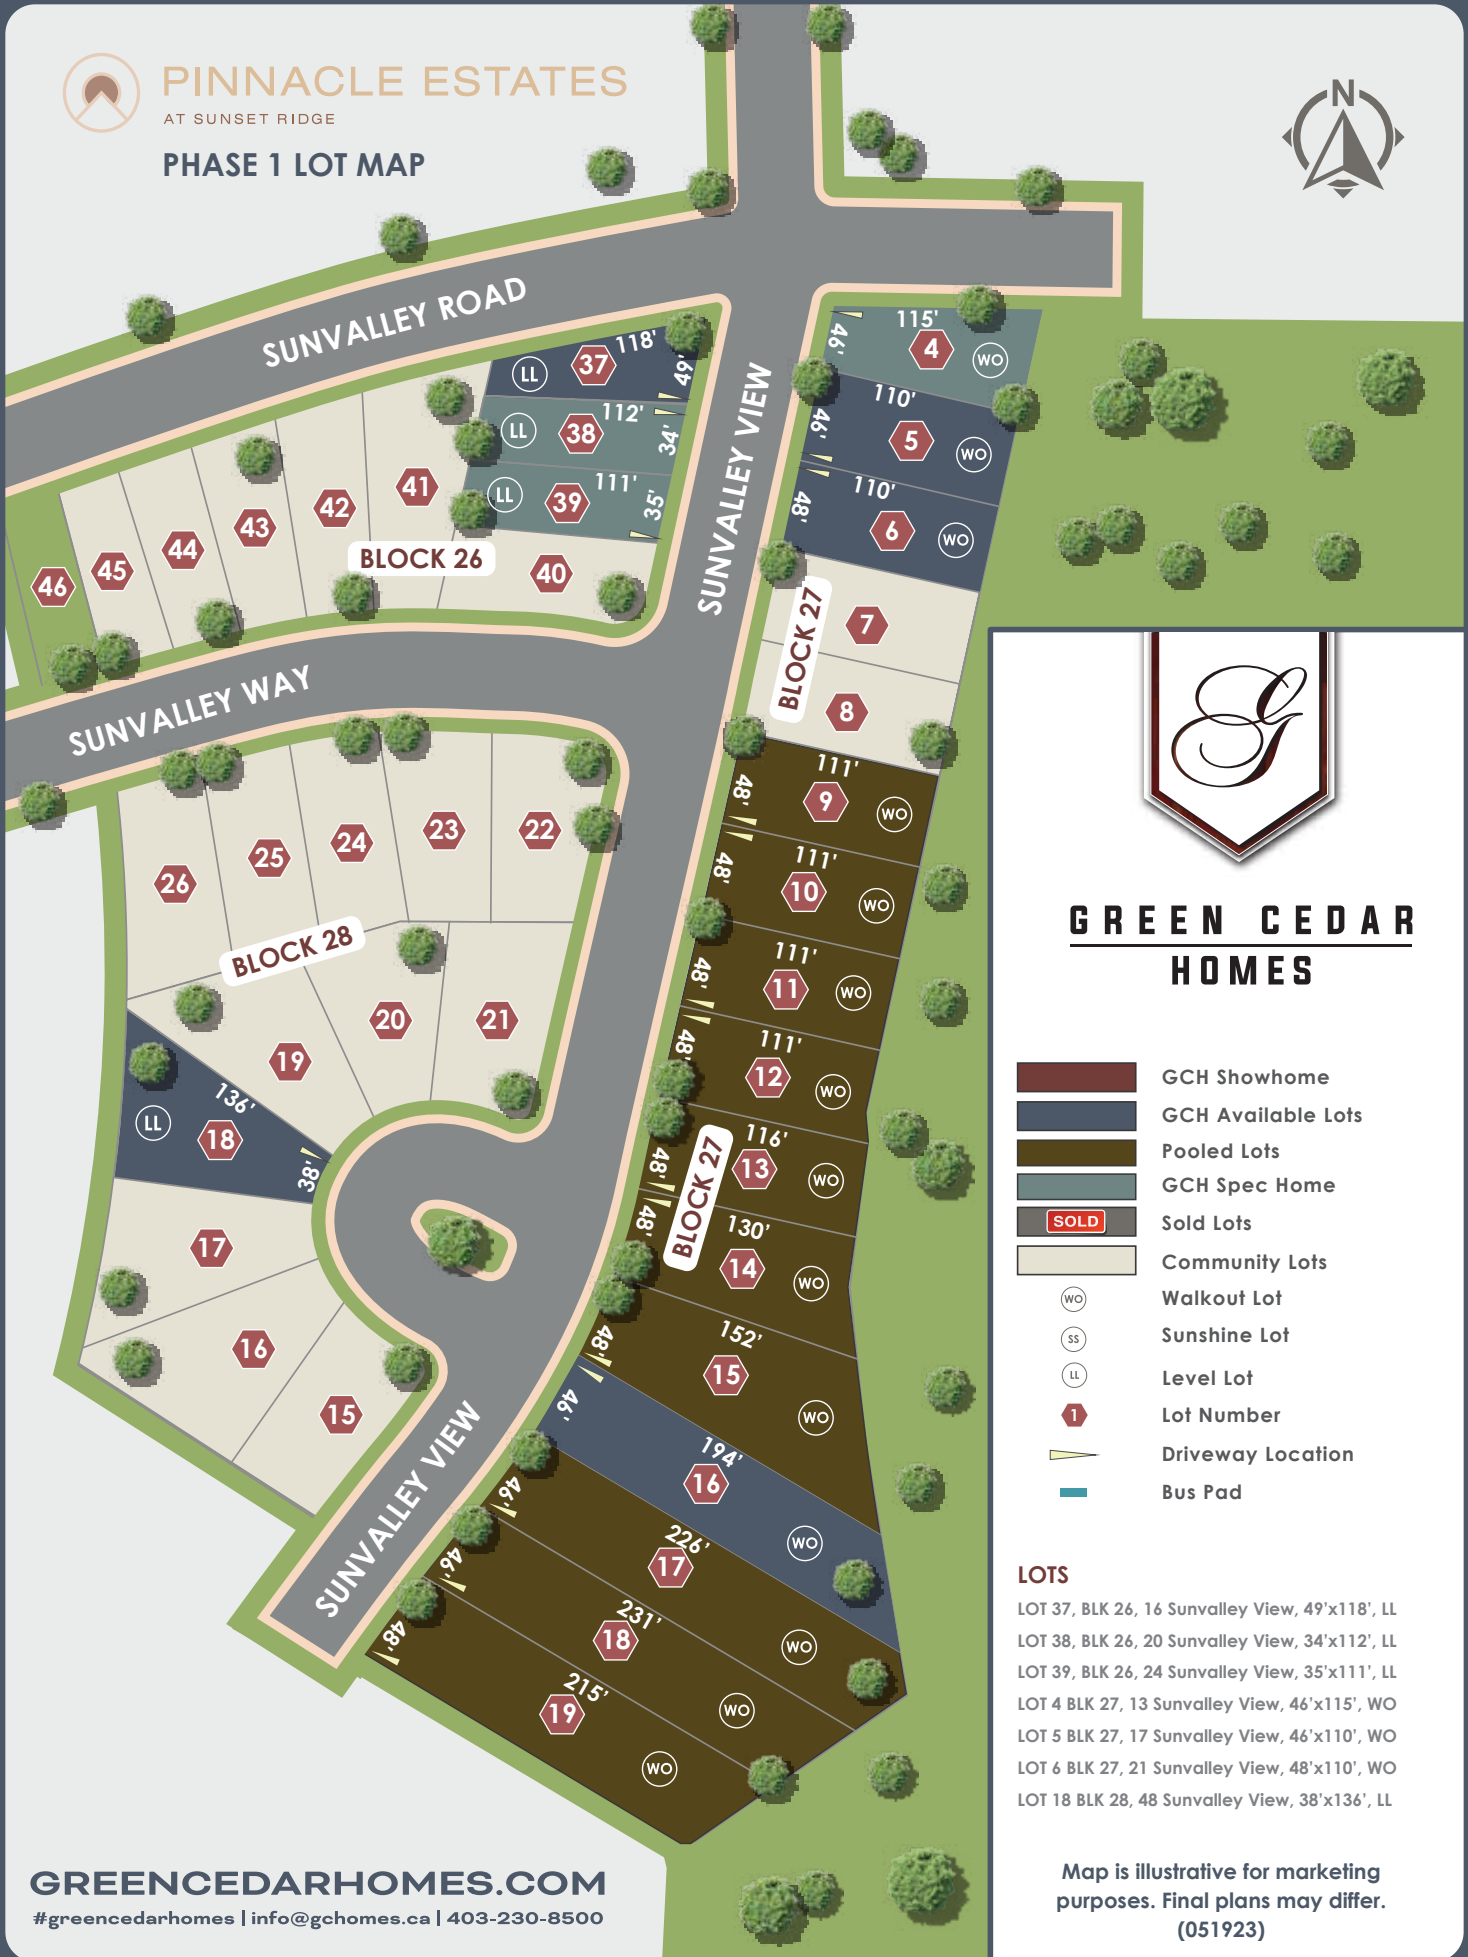 PINNACLE ESTATES
AT SUNSET RIDGE
PHASE 1 LOT MAP
N
SUNVALLEY ROAD
SUNVALLEY VIEW
SUNVALLEY WAY
SUNVALLEY VIEW
BLOCK 26
37 118' 49' LL
38 112' 34' LL
39 111' 35' LL
40
41
42
43
44
45
46
BLOCK 27
4 115' 46' WO
5 110' 46' WO
6 110' 48' WO
7
8
9 111' 48' WO
10 111' 48' WO
11 111' 48' WO
12 111' 48' WO
BLOCK 27
13 116' 48' WO
14 130' 48' WO
15 152' 48' WO
16 194' 46' WO
17 226' 46' WO
18 231' 46' WO
19 215' 48' WO
BLOCK 28
22
23
24
25
26
21
20
19
18 136' 38' LL
17
16
15
G
GREEN CEDAR
HOMES
GCH Showhome
GCH Available Lots
Pooled Lots
GCH Spec Home
SOLD Sold Lots
Community Lots
WO Walkout Lot
SS Sunshine Lot
LL Level Lot
1 Lot Number
Driveway Location
Bus Pad
LOTS
LOT 37, BLK 26, 16 Sunvalley View, 49'x118', LL
LOT 38, BLK 26, 20 Sunvalley View, 34'x112', LL
LOT 39, BLK 26, 24 Sunvalley View, 35'x111', LL
LOT 4 BLK 27, 13 Sunvalley View, 46'x115', WO
LOT 5 BLK 27, 17 Sunvalley View, 46'x110', WO
LOT 6 BLK 27, 21 Sunvalley View, 48'x110', WO
LOT 18 BLK 28, 48 Sunvalley View, 38'x136', LL
Map is illustrative for marketing
purposes. Final plans may differ.
(051923)
GREENCEDARHOMES.COM
#greencedarhomes | info@gchomes.ca | 403-230-8500